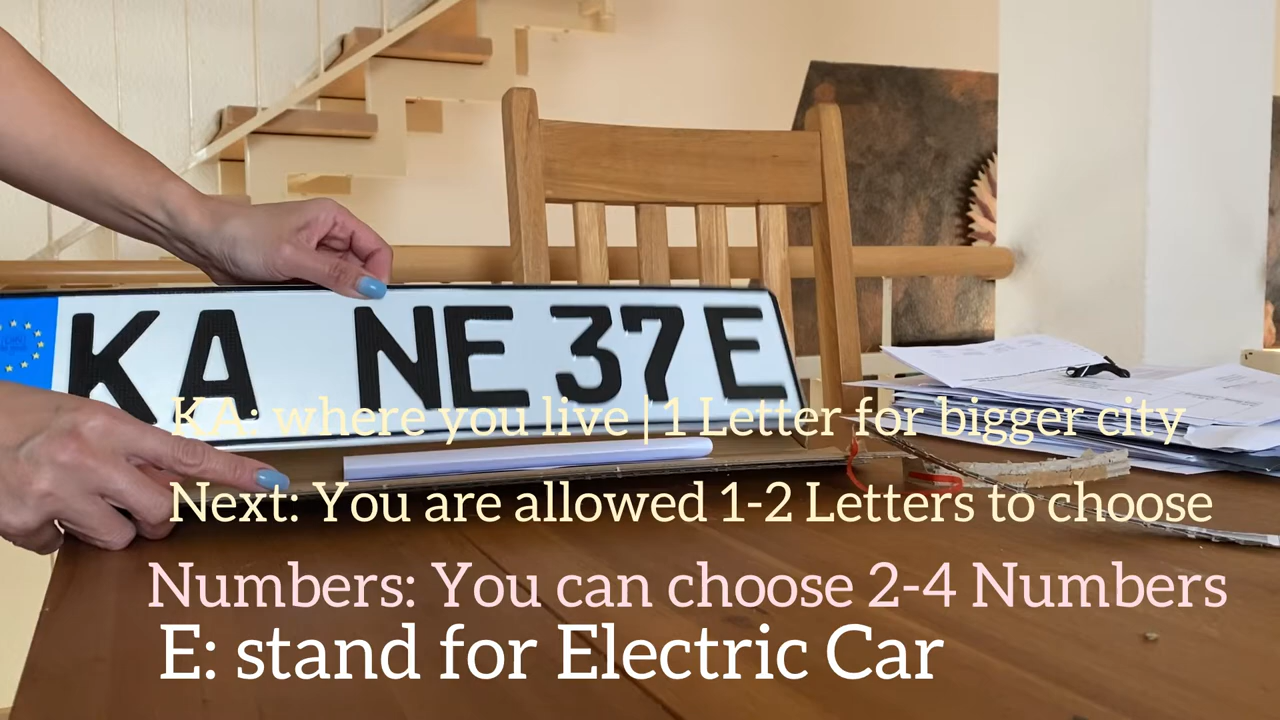 KA NE 37 E
KA: where you live | 1 Letter for bigger city
Next: You are allowed 1-2 Letters to choose
Numbers: You can choose 2-4 Numbers
E: stand for Electric Car